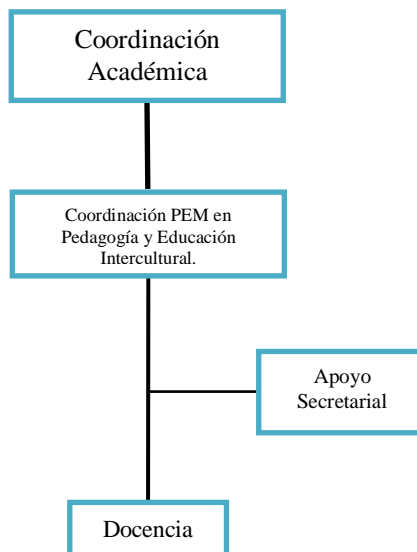 Coordinación
Académica
Coordinación PEM en
Pedagogía y Educación
Intercultural.
Apoyo
Secretarial
Docencia